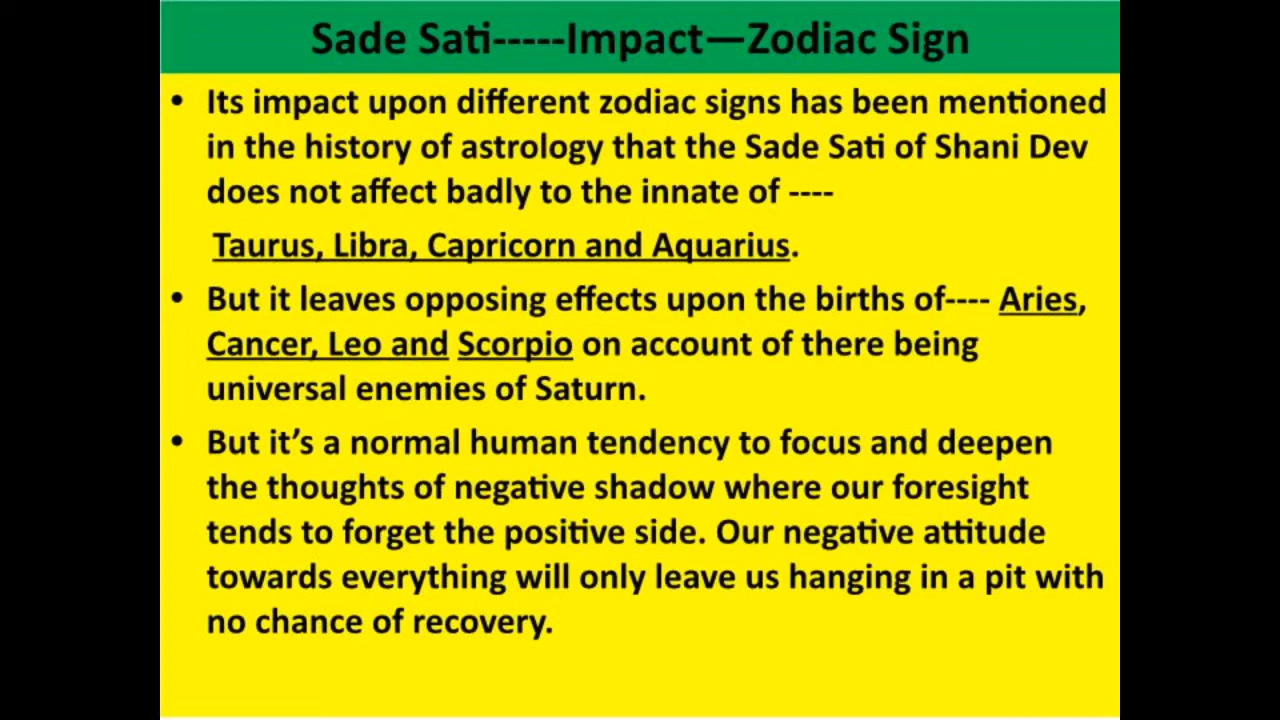 Sade Sati-----Impact—Zodiac Sign
• Its impact upon different zodiac signs has been mentioned
in the history of astrology that the Sade Sati of Shani Dev
does not affect badly to the innate of ----
Taurus, Libra, Capricorn and Aquarius.
• But it leaves opposing effects upon the births of---- Aries,
Cancer, Leo and Scorpio on account of there being
universal enemies of Saturn.
• But it’s a normal human tendency to focus and deepen
the thoughts of negative shadow where our foresight
tends to forget the positive side. Our negative attitude
towards everything will only leave us hanging in a pit with
no chance of recovery.